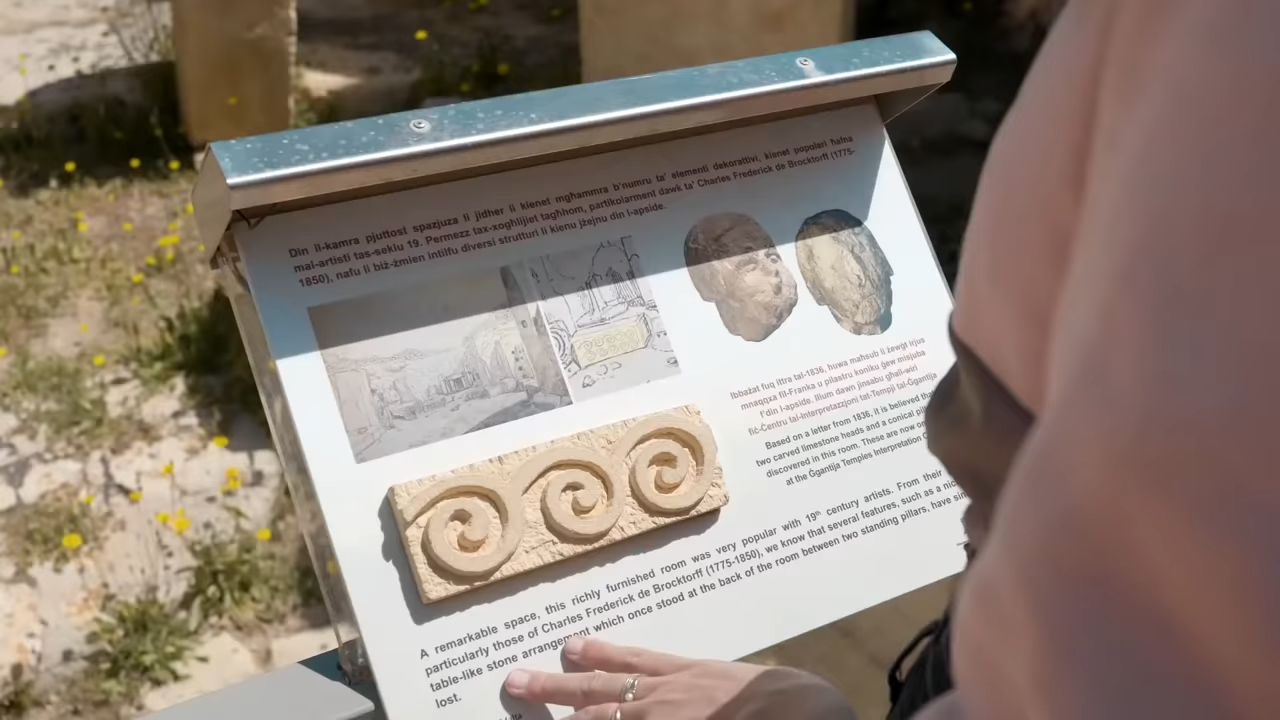 Din il-kamra pjuttost spazjuża li jidher li kienet mgħammra b'numru ta' elementi dekorattivi, kienet popolari ħafna
mal-artisti tas-seklu 19. Permezz tax-xogħlijiet tagħhom, partikolarment dawk ta' Charles Frederick de Brocktorff (1775-
1850), nafu li biż-żmien intilfu diversi strutturi li kienu jżejnu din l-apside.
Ibbażat fuq ittra tal-1836, huwa maħsub li żewġt irjus
mnaqqxa fil-Franka u pilastru koniku ġew misjuba
f'din l-apside. Illum dawn jinsabu għall-wiri
fiċ-Ċentru tal-Interpretazzjoni tat-Tempji tal-Ġgantija
Based on a letter from 1836, it is believed
two carved limestone heads and a conical
discovered in this room. These are now
at the Ġgantija Temples Interpretation
A remarkable space, this richly furnished room was very popular with 19th century artists. From their
particularly those of Charles Frederick de Brocktorff (1775-1850), we know that several features, such as a
table-like stone arrangement which once stood at the back of the room between two standing pillars, have
lost.